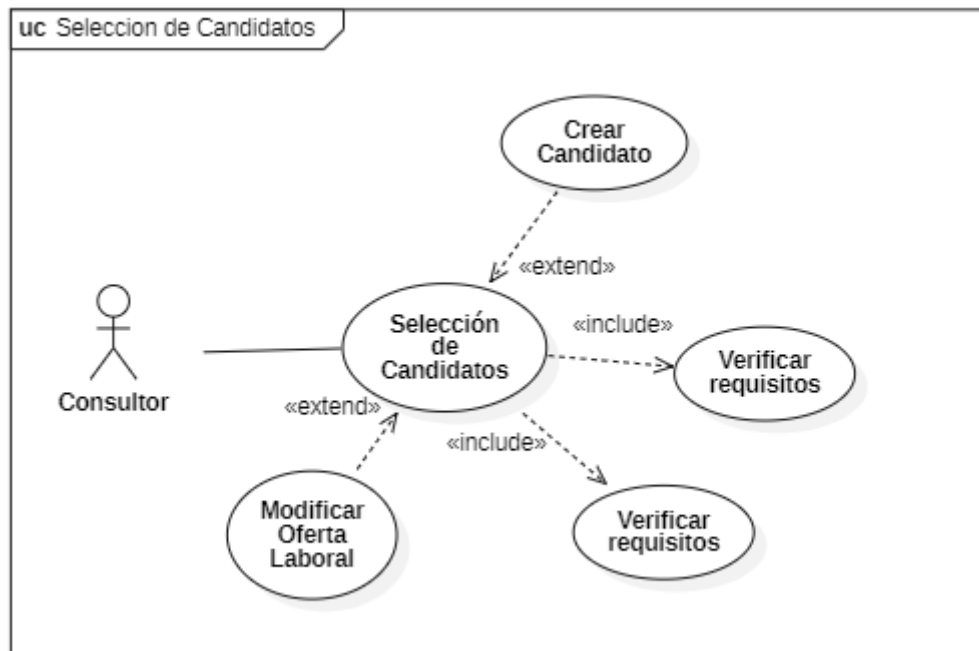 uc Seleccion de Candidatos
Crear
Candidato
«extend»
«include»
Selección
de
Candidatos
Verificar
requisitos
Consultor
«extend»
«include»
Modificar
Oferta
Laboral
Verificar
requisitos